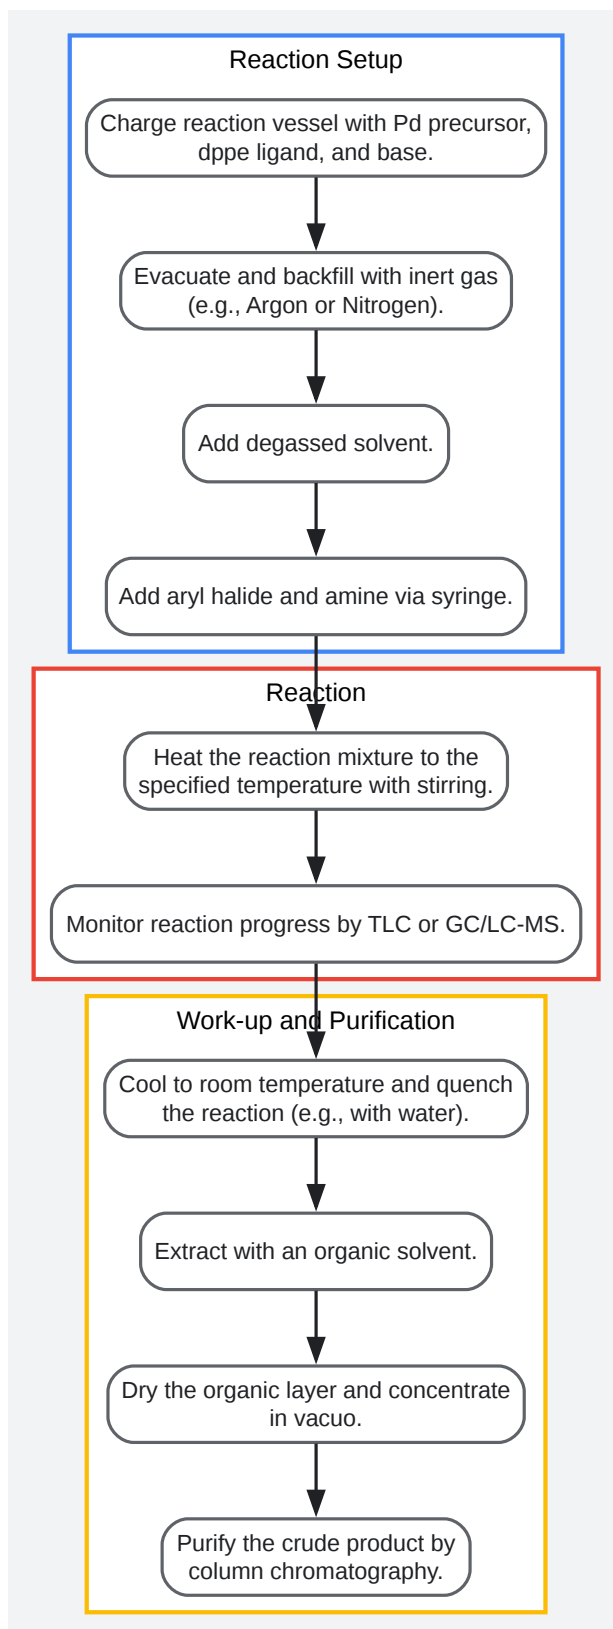 Reaction Setup
Charge reaction vessel with Pd precursor,
dppe ligand, and base.
Evacuate and backfill with inert gas
(e.g., Argon or Nitrogen).
Add degassed solvent.
Add aryl halide and amine via syringe.
Reaction
Heat the reaction mixture to the
specified temperature with stirring.
Monitor reaction progress by TLC or GC/LC-MS.
Work-up and Purification
Cool to room temperature and quench
the reaction (e.g., with water).
Extract with an organic solvent.
Dry the organic layer and concentrate
in vacuo.
Purify the crude product by
column chromatography.